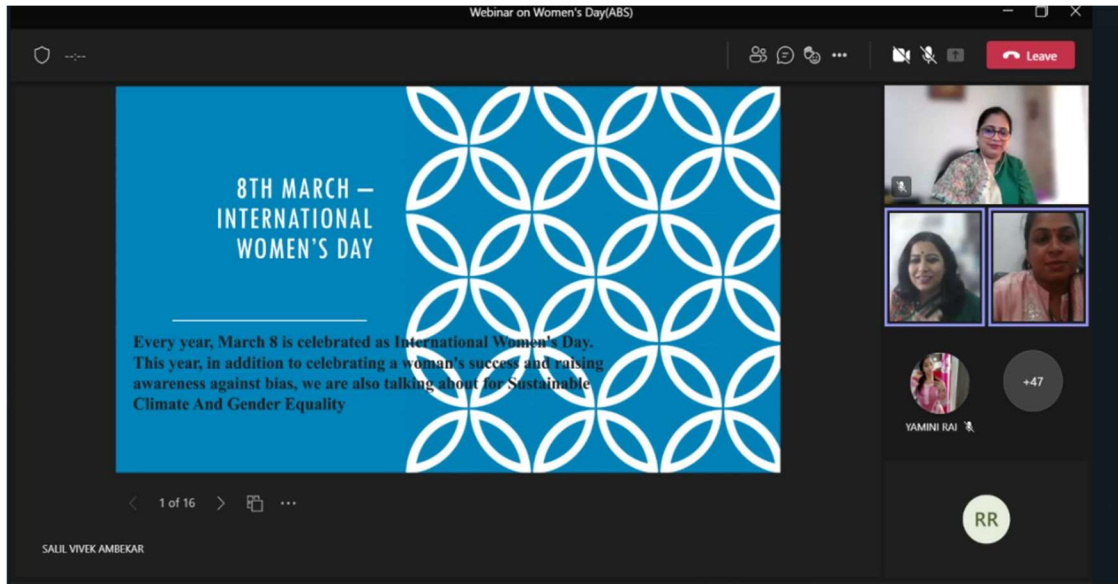 Webinar on Women's Day(ABS)
--:--
Leave
8TH MARCH –
INTERNATIONAL
WOMEN'S DAY
Every year, March 8 is celebrated as International Women's Day.
This year, in addition to celebrating a woman's success and raising
awareness against bias, we are also talking about for Sustainable
Climate And Gender Equality
+47
YAMINI RAI
1 of 16
RR
SALIL VIVEK AMBEKAR